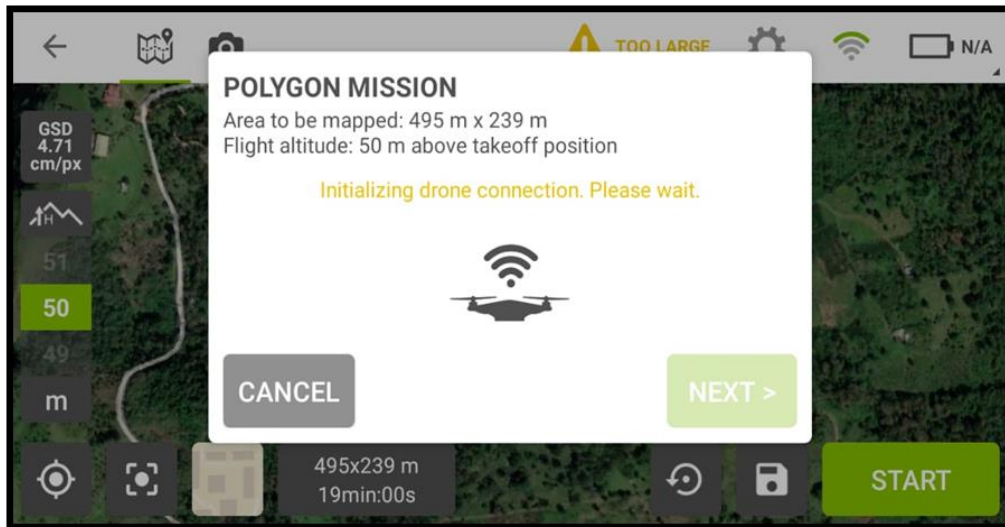 TOO LARGE
N/A
POLYGON MISSION
Area to be mapped: 495 m x 239 m
Flight altitude: 50 m above takeoff position
Initializing drone connection. Please wait.
GSD
4.71
cm/px
H
51
50
49
m
CANCEL
NEXT >
495x239 m
19min:00s
START